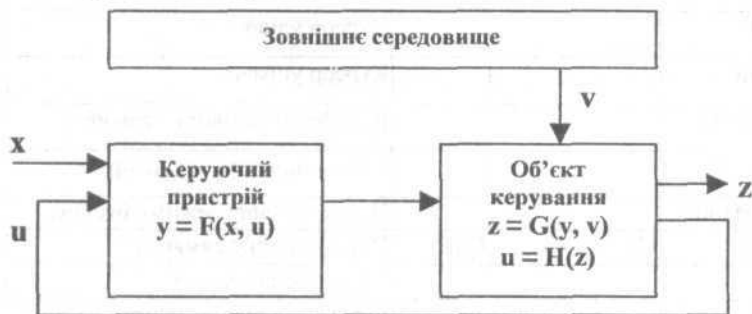 Зовнішнє середовище
v
x
u
Керуючий
пристрій
y = F(x, u)
Об’єкт
керування
z = G(y, v)
u = H(z)
z